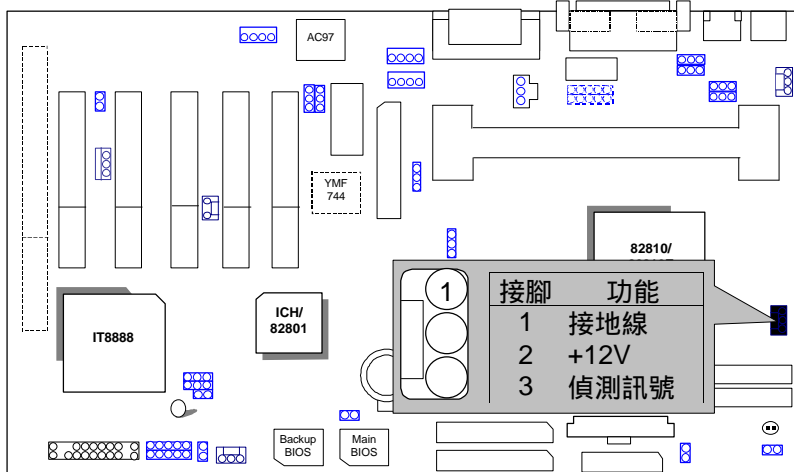 AC97
YMF
744
82810/
IT8888
ICH/
82801
1
接腳 功能
1 接地線
2 +12V
3 偵測訊號
Backup
BIOS
Main
BIOS